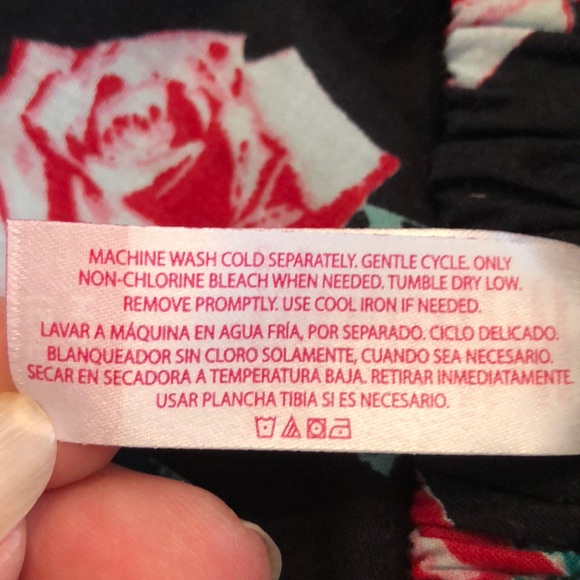 MACHINE WASH COLD SEPARATELY. GENTLE CYCLE. ONLY
NON-CHLORINE BLEACH WHEN NEEDED. TUMBLE DRY LOW.
REMOVE PROMPTLY. USE COOL IRON IF NEEDED.
LAVAR A MÁQUINA EN AGUA FRÍA, POR SEPARADO. CICLO DELICADO.
BLANQUEADOR SIN CLORO SOLAMENTE, CUANDO SEA NECESARIO.
SECAR EN SECADORA A TEMPERATURA BAJA. RETIRAR INMEDIATAMENTE.
USAR PLANCHA TIBIA SI ES NECESARIO.